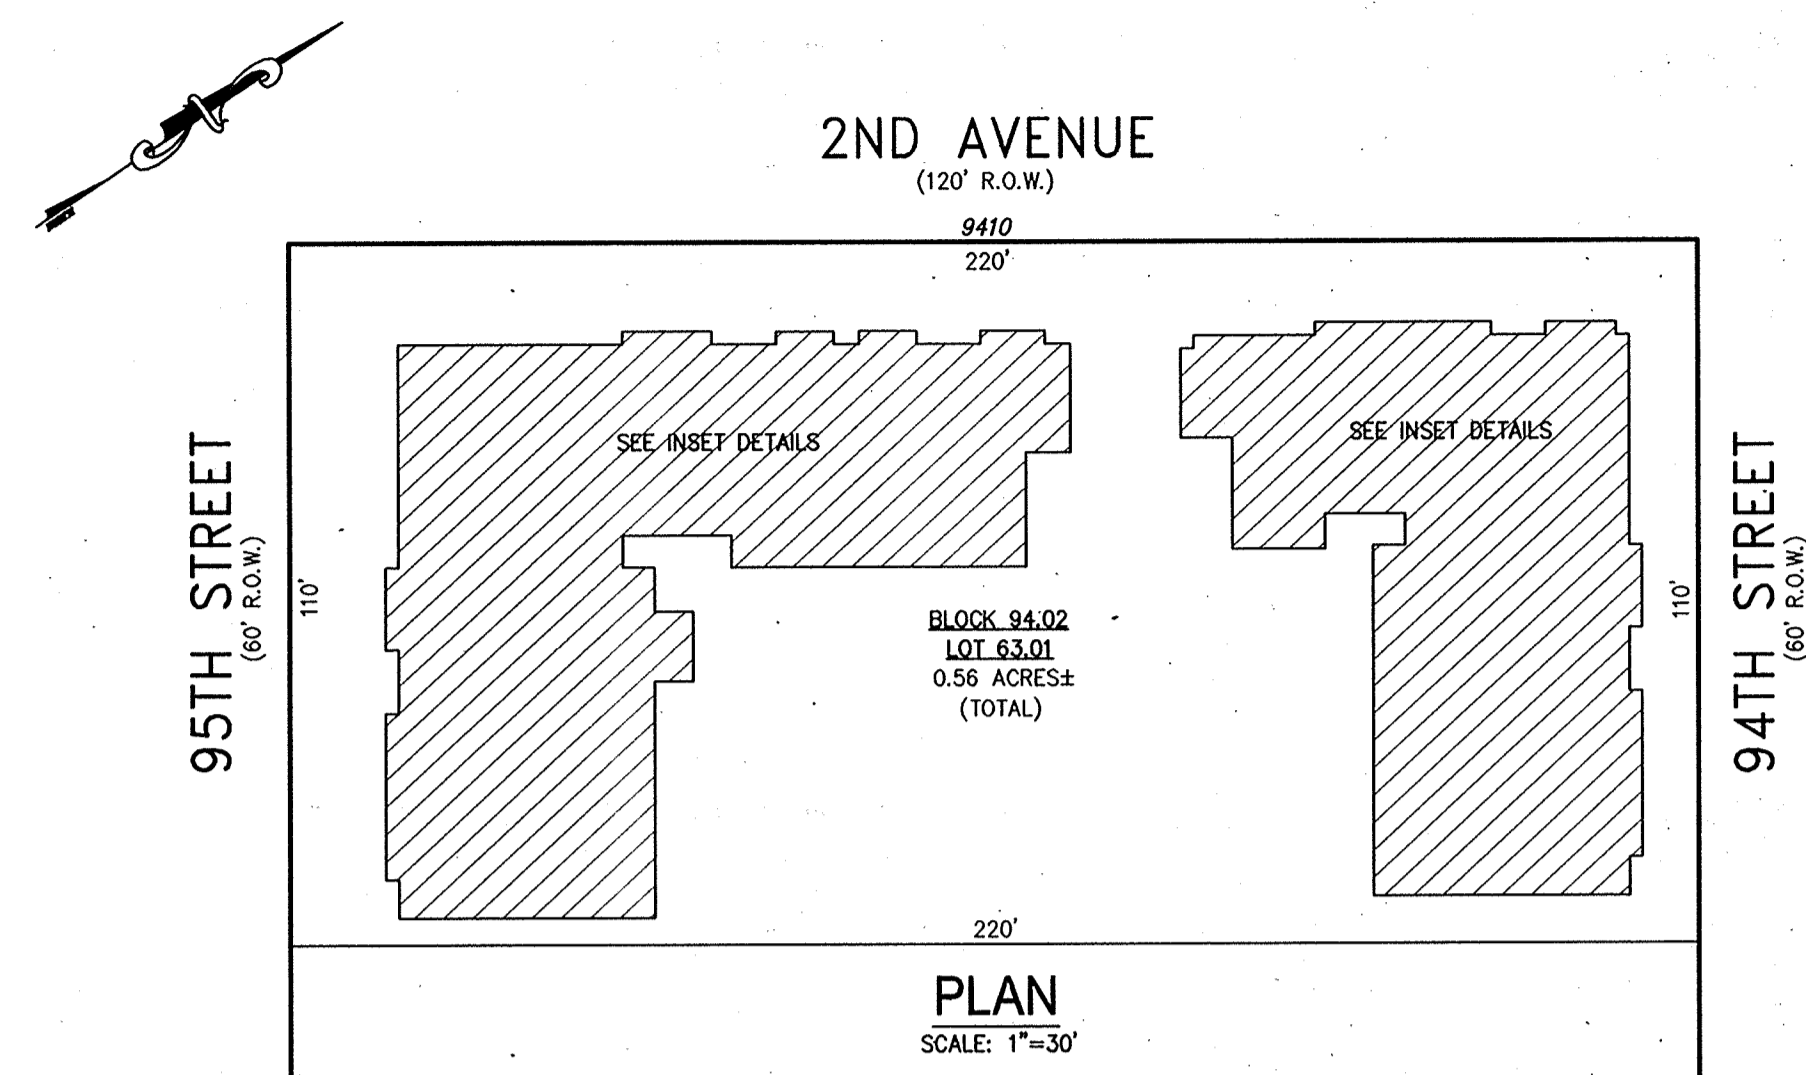 2ND AVENUE
(120' R.O.W.)
9410
220'
SEE INSET DETAILS
SEE INSET DETAILS
95TH STREET
(60' R.O.W.)
110'
BLOCK 94.02
LOT 63.01
0.56 ACRES±
(TOTAL)
110'
94TH STREET
(60' R.O.W.)
220'
PLAN
SCALE: 1"=30'